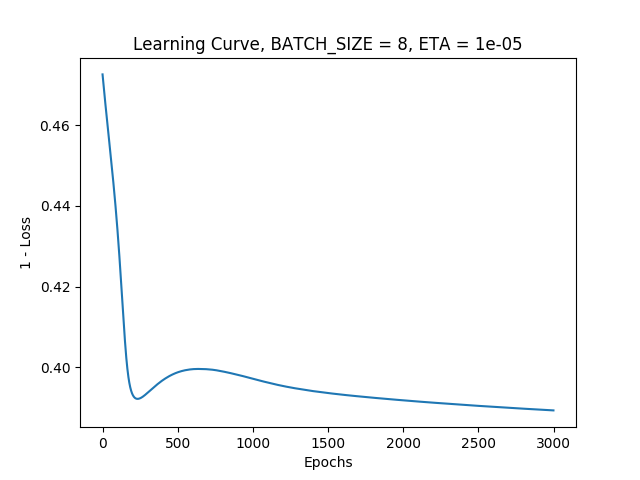 Learning Curve, BATCH_SIZE = 8, ETA = 1e-05
1 - Loss
0.46
0.44
0.42
0.40
0 500 1000 1500 2000 2500 3000
Epochs